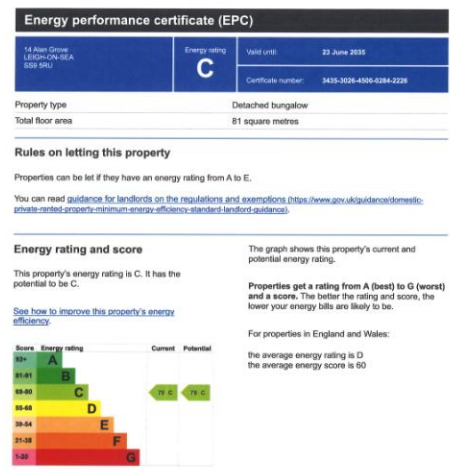 Energy performance certificate (EPC)
14 Alan Grove
LEIGH-ON-SEA
SS9 5RU
Energy rating
C
Valid until:
23 June 2035
Certificate number:
3435-3026-4506-0284-2226
Property type
Detached bungalow
Total floor area
81 square metres
Rules on letting this property
Properties can be let if they have an energy rating from A to E.
You can read guidance for landlords on the regulations and exemptions (https://www.gov.uk/guidance/domestic-
private-rented-property-minimum-energy-efficiency-standard-landlord-guidance).
Energy rating and score
This property's energy rating is C. It has the
potential to be C.
See how to improve this property's energy
efficiency.
The graph shows this property's current and
potential energy rating.
Properties get a rating from A (best) to G (worst)
and a score. The better the rating and score, the
lower your energy bills are likely to be.
For properties in England and Wales:
the average energy rating is D
the average energy score is 60
Score Energy rating Current Potential
92+ A
81-91 B
69-80 C 79 C 79 C
55-68 D
39-54 E
21-38 F
1-20 G